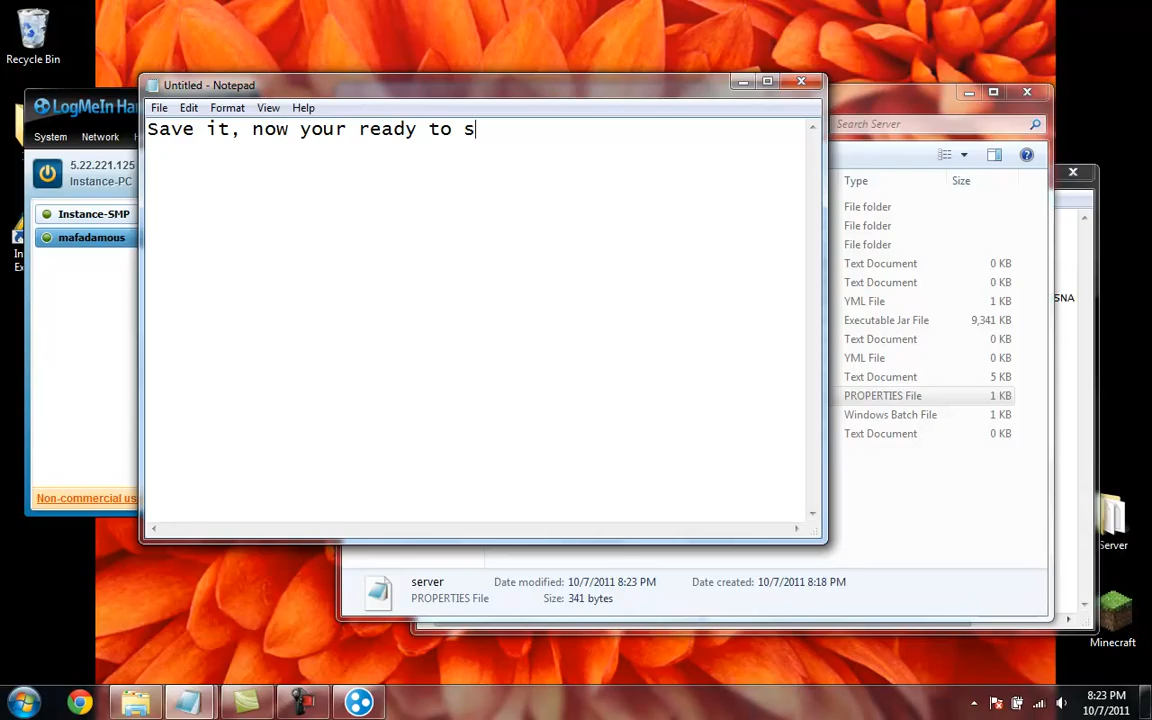 Recycle Bin
Untitled - Notepad
File Edit Format View Help
Save it, now your ready to s
LogMeIn Ha
System Network
5.22.221.125
Instance-PC
Instance-SMP
mafadamous
Non-commercial us
In
Ex
Search Server
Type Size
File folder
File folder
File folder
Text Document 0 KB
Text Document 0 KB
YML File 1 KB
Executable Jar File 9,341 KB
Text Document 0 KB
YML File 0 KB
Text Document 5 KB
PROPERTIES File 1 KB
Windows Batch File 1 KB
Text Document 0 KB
SNA
server Date modified: 10/7/2011 8:23 PM Date created: 10/7/2011 8:18 PM
PROPERTIES File Size: 341 bytes
Server
Minecraft
8:23 PM
10/7/2011